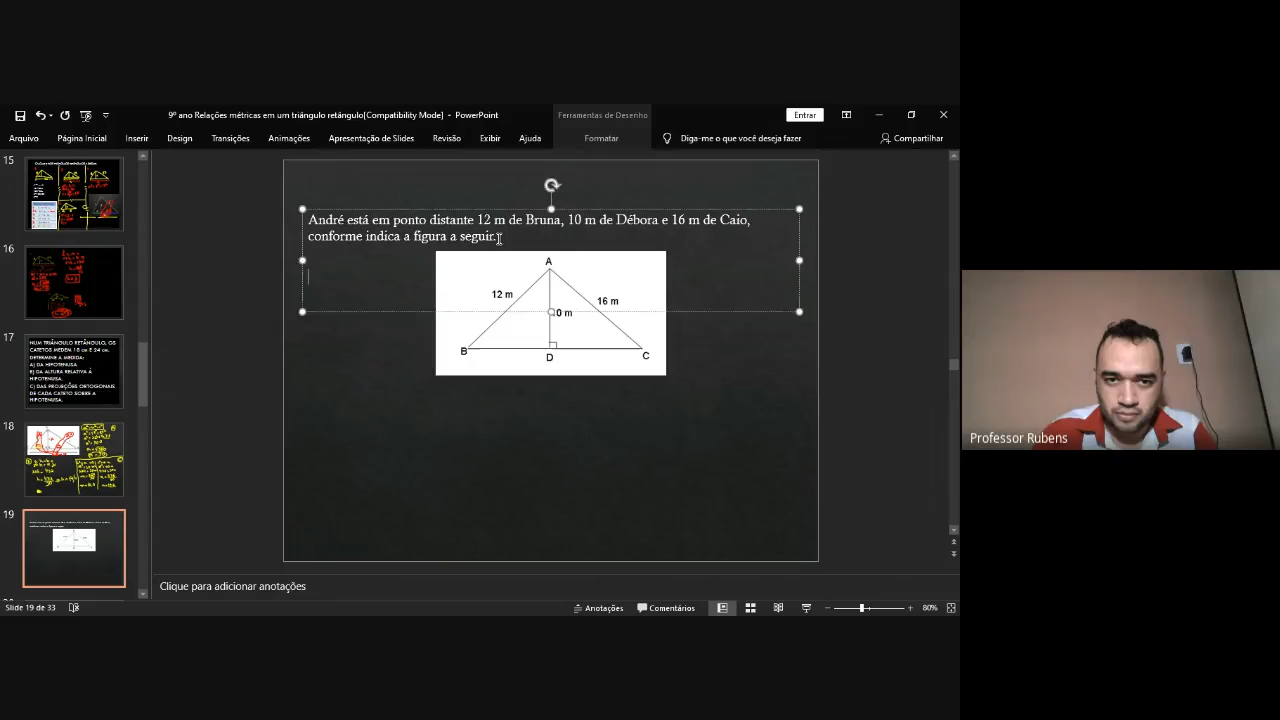 9º ano Relações métricas em um triângulo retângulo[Compatibility Mode] - PowerPoint
Ferramentas de Desenho
Entrar
Arquivo Página Inicial Inserir Design Transições Animações Apresentação de Slides Revisão Exibir Ajuda Formatar Diga-me o que você deseja fazer Compartilhar
15
16
17
NUM TRIÂNGULO RETÂNGULO, OS
CATETOS MEDEM 18 cm E 24 cm.
DETERMINE A MEDIDA:
A) DA HIPOTENUSA
B) DA ALTURA RELATIVA À
HIPOTENUSA.
C) DAS PROJEÇÕES ORTOGONAIS
DE CADA CATETO SOBRE A
HIPOTENUSA.
18
19
André está em ponto distante 12 m de Bruna, 10 m de Débora e 16 m de Caio,
conforme indica a figura a seguir.
A
12 m
16 m
0 m
B
D
C
Professor Rubens
Clique para adicionar anotações
Slide 19 de 33
Anotações Comentários 80%